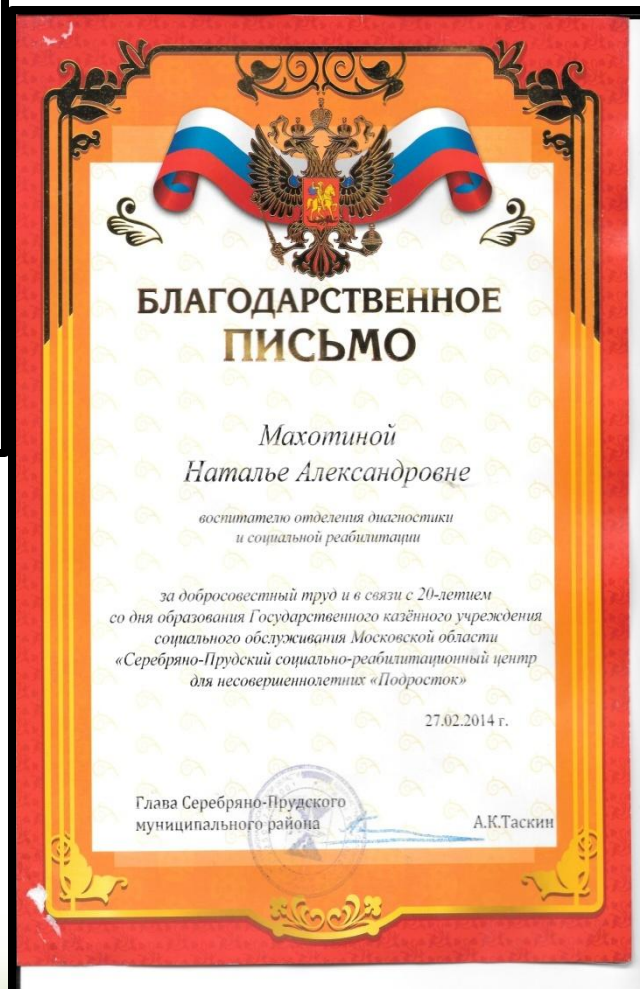 БЛАГОДАРСТВЕННОЕ
ПИСЬМО
Махотиной
Наталье Александровне
воспитателю отделения диагностики
и социальной реабилитации
за добросовестный труд и в связи с 20-летием
со дня образования Государственного казённого учреждения
социального обслуживания Московской области
«Серебряно-Прудский социально-реабилитационный центр
для несовершеннолетних «Подросток»
27.02.2014 г.
Глава Серебряно-Прудского
муниципального района
А.К.Таскин